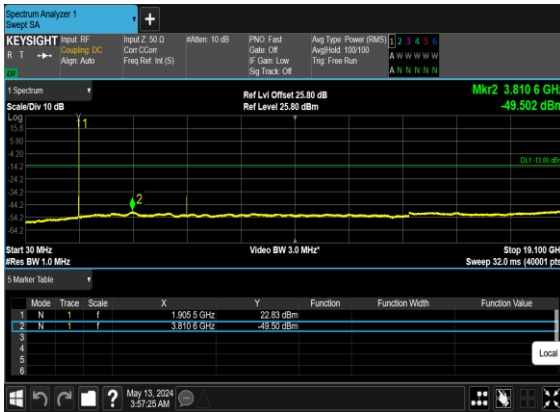 Spectrum Analyzer 1
Swept SA
+
KEYSIGHT
R T
LXI
Input: RF
Coupling: DC
Align: Auto
Input Z: 50 Ω
Corr CCorr
Freq Ref: Int (S)
#Atten: 10 dB
PNO: Fast
Gate: Off
IF Gain: Low
Sig Track: Off
Avg Type: Power (RMS)
Avg|Hold: 100/100
Trig: Free Run
1 2 3 4 5 6
A W W W W W
A N N N N N
1 Spectrum
Scale/Div 10 dB
Ref Lvl Offset 25.80 dB
Ref Level 25.80 dBm
Mkr2 3.810 6 GHz
-49.502 dBm
Log
15.8
5.80
-4.20
-14.2
-24.2
-34.2
-44.2
-54.2
-64.2
1
2
DL1 -13.00 dBm
Start 30 MHz
#Res BW 1.0 MHz
Video BW 3.0 MHz*
Stop 19.100 GHz
Sweep 32.0 ms (40001 pts)
5 Marker Table
Mode Trace Scale X Y Function Function Width Function Value
1 N 1 f 1.905 5 GHz 22.83 dBm
2 N 1 f 3.810 6 GHz -49.50 dBm
3
4
5
6
Local
?
May 13, 2024
3:57:25 AM